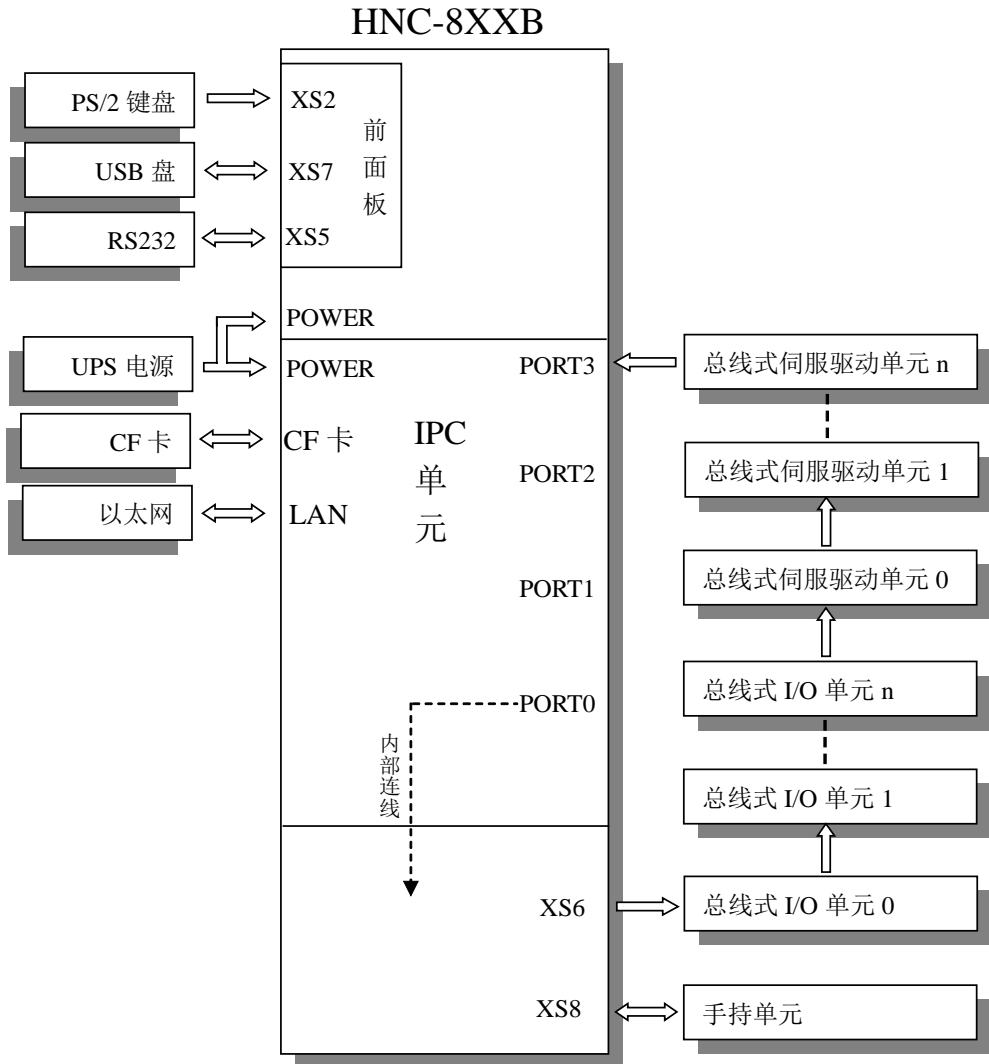 HNC-8XXB
PS/2 键盘
XS2
前面板
USB 盘
XS7
RS232
XS5
POWER
UPS 电源
POWER
PORT3
总线式伺服驱动单元 n
CF 卡
CF 卡
IPC
单
元
PORT2
总线式伺服驱动单元 1
以太网
LAN
PORT1
总线式伺服驱动单元 0
PORT0
总线式 I/O 单元 n
内部连线
总线式 I/O 单元 1
XS6
总线式 I/O 单元 0
XS8
手持单元